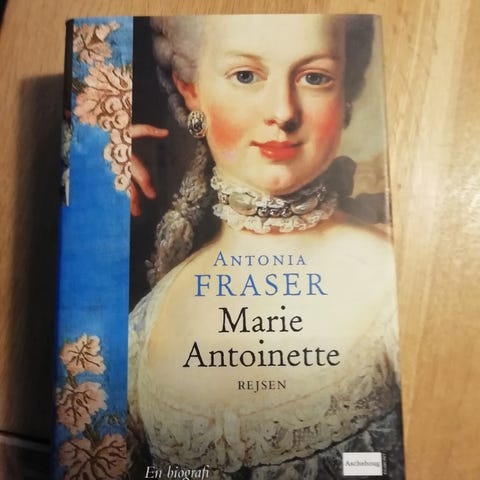 ANTONIA
FRASER
Marie
Antoinette
REJSEN
En biografi
Aschehoug